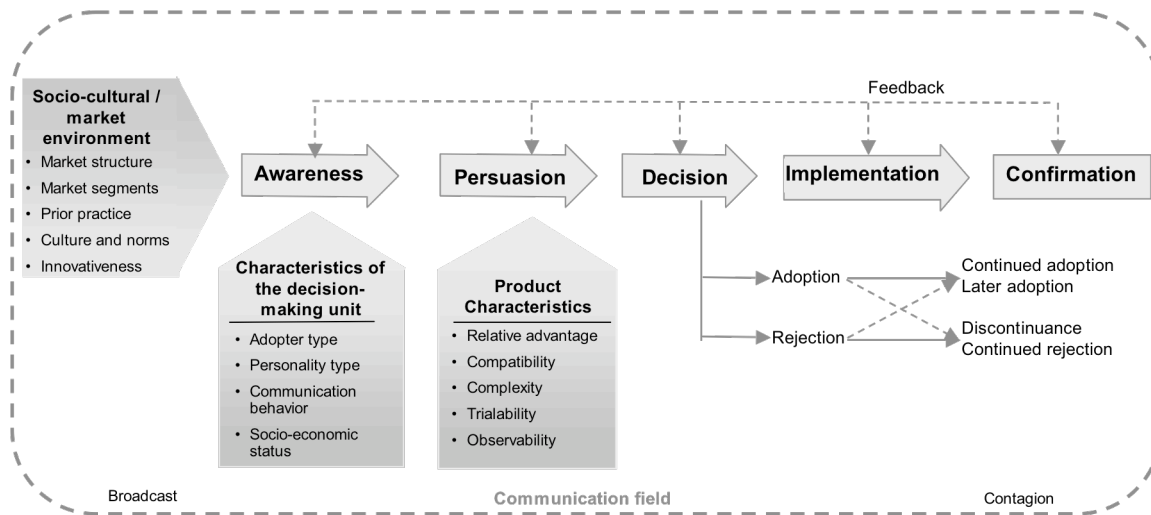 Feedback
Socio-cultural /
market
environment
• Market structure
• Market segments
• Prior practice
• Culture and norms
• Innovativeness
Awareness
Persuasion
Decision
Implementation
Confirmation
Characteristics of
the decision-
making unit
• Adopter type
• Personality type
• Communication
behavior
• Socio-economic
status
Product
Characteristics
• Relative advantage
• Compatibility
• Complexity
• Trialability
• Observability
Adoption
Rejection
Continued adoption
Later adoption
Discontinuance
Continued rejection
Broadcast
Communication field
Contagion